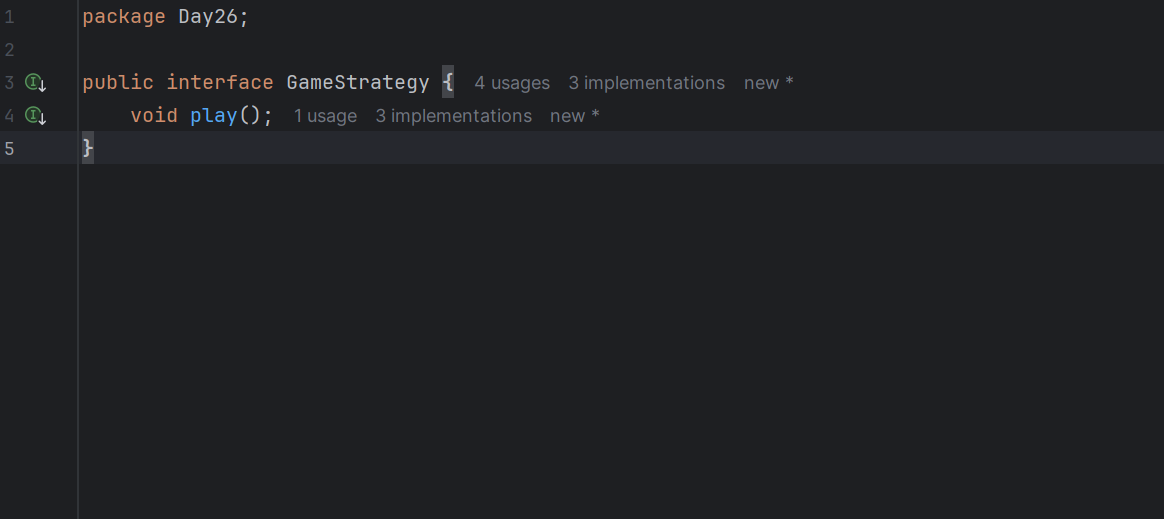 1 package Day26;
2
3 public interface GameStrategy { 4 usages 3 implementations new *
4 void play(); 1 usage 3 implementations new *
5 }